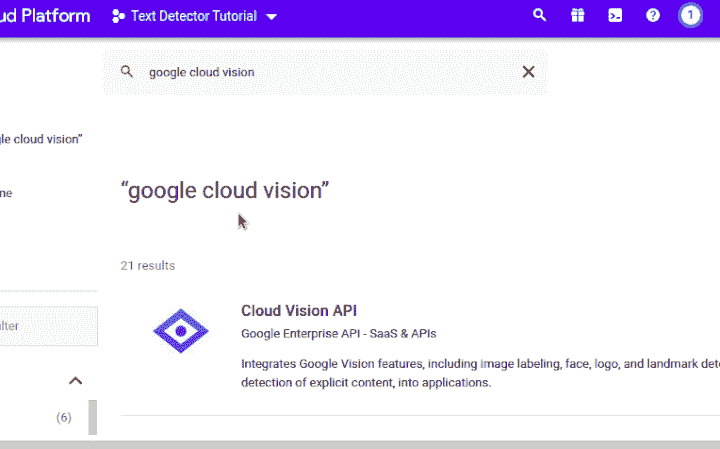 ud Platform
Text Detector Tutorial
1
google cloud vision
le cloud vision”
“google cloud vision”
ne
21 results
Cloud Vision API
Google Enterprise API - SaaS & APIs
lter
Integrates Google Vision features, including image labeling, face, logo, and landmark dete
detection of explicit content, into applications.
(6)